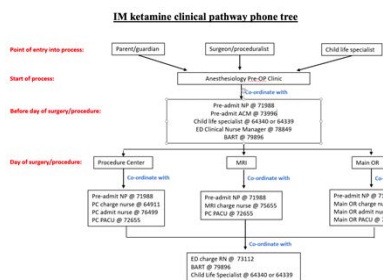 IM ketamine clinical pathway phone tree
Point of entry into process:
Parent/guardian
Surgeon/proceduralist
Child life specialist
Start of process:
Anesthesiology Pre-OP Clinic
Co-ordinate with
Before day of surgery/procedure:
Pre-admit NP @ 71988
Pre-admit ACM @ 73996
Child life specialist @ 64340 or 64339
ED Clinical Nurse Manager @ 78849
BART @ 79896
Day of surgery/procedure:
Procedure Center
MRI
Main OR
Co-ordinate with
Co-ordinate with
Co-
Pre-admit NP @ 71988
PC charge nurse @ 64911
PC admit nurse @ 76499
PC PACU @ 72655
Pre-admit NP @ 71988
MRI charge nurse @ 75655
PC PACU @ 72655
Pre-admit NP @
Main OR charge
Main OR admit
Main OR PACU @
Co-ordinate with
ED charge RN @ 73112
BART @ 79896
Child Life Specialist @ 64340 or 64339